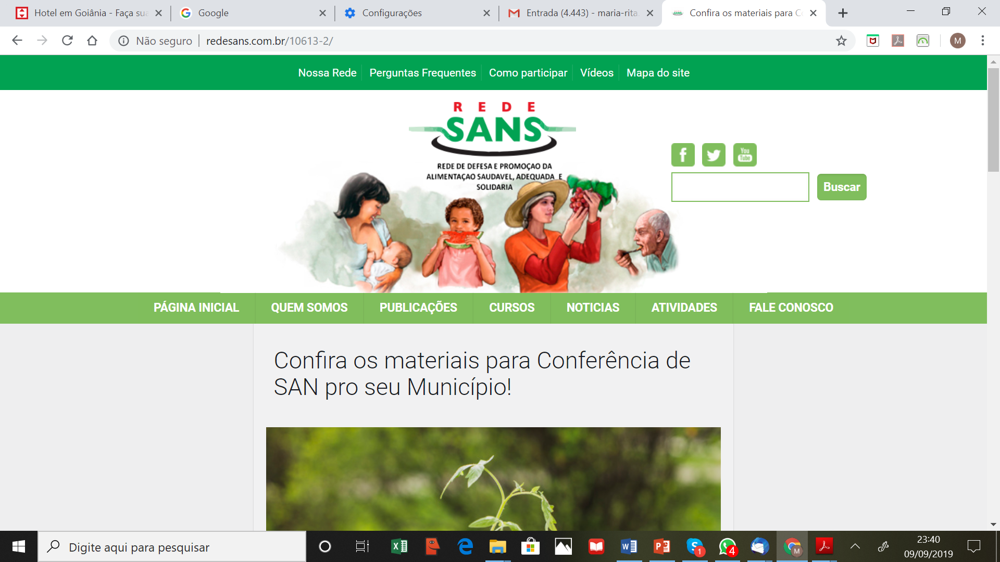 Hotel em Goiânia - Faça sua
Google
Configurações
Entrada (4.443) - maria-rita
Confira os materiais para Co
Não seguro
redesans.com.br/10613-2/
M
Nossa Rede
Perguntas Frequentes
Como participar
Vídeos
Mapa do site
REDE
SANS
REDE DE DEFESA E PROMOÇAO DA
ALIMENTAÇAO SAUDAVEL, ADEQUADA E
SOLIDARIA
You
Tube
Buscar
PÁGINA INICIAL
QUEM SOMOS
PUBLICAÇÕES
CURSOS
NOTICIAS
ATIVIDADES
FALE CONOSCO
Confira os materiais para Conferência de
SAN pro seu Município!
Digite aqui para pesquisar
1
4
M
23:40
09/09/2019